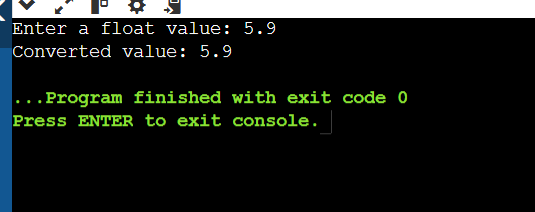 Enter a float value: 5.9
Converted value: 5.9
...Program finished with exit code 0
Press ENTER to exit console.